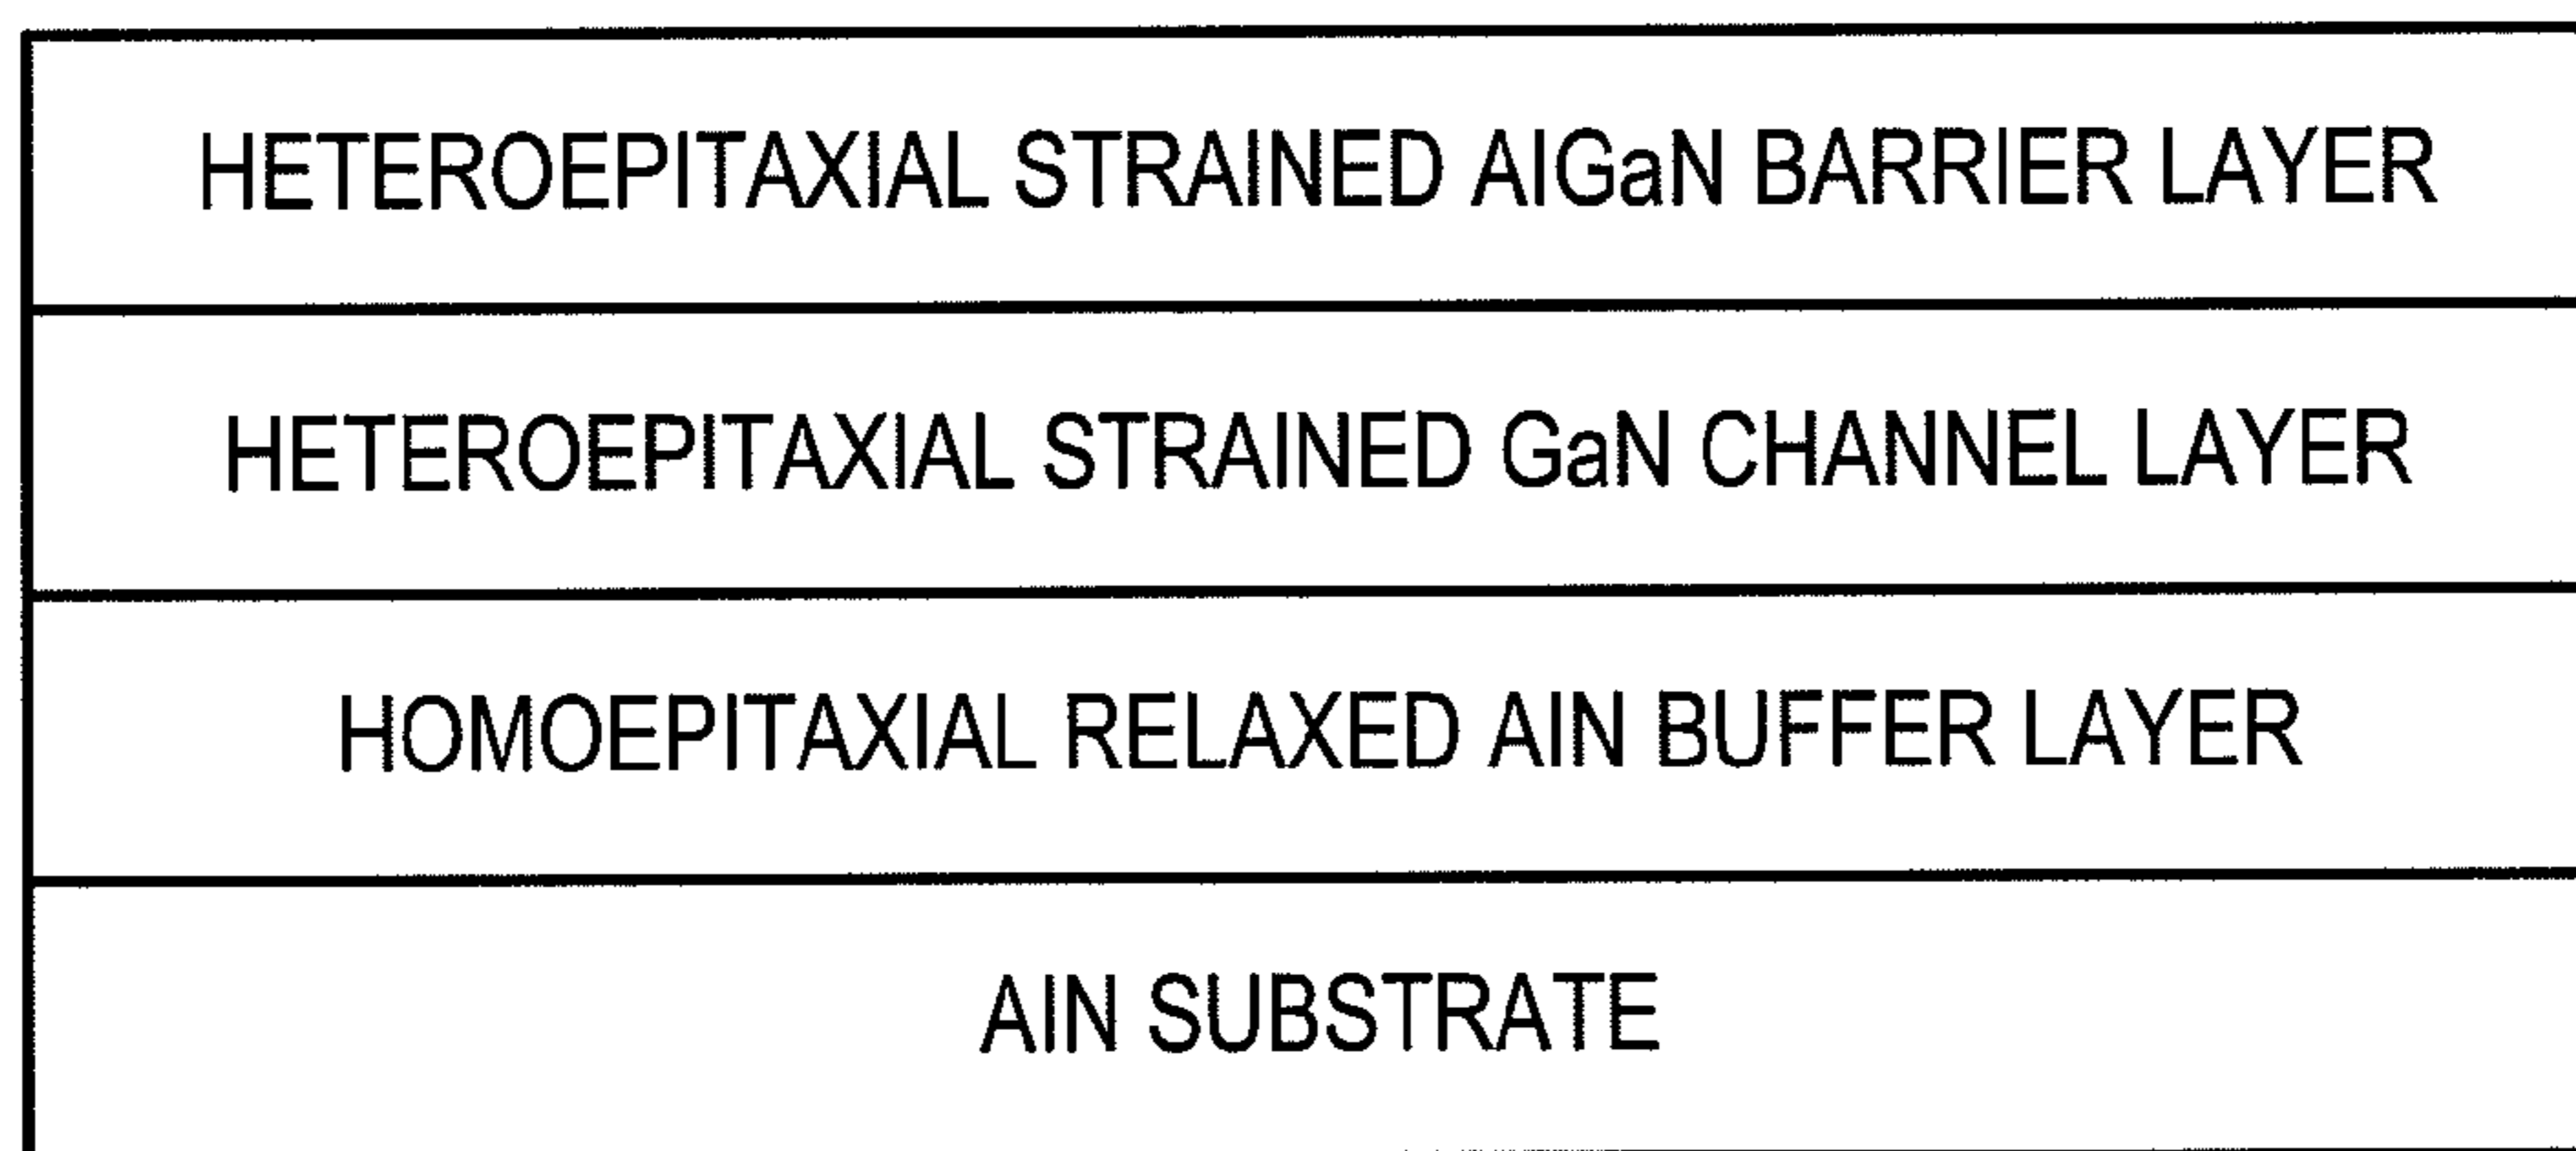 HETEROEPITAXIAL STRAINED AlGaN BARRIER LAYER
HETEROEPITAXIAL STRAINED GaN CHANNEL LAYER
HOMOEPITAXIAL RELAXED AlN BUFFER LAYER
AlN SUBSTRATE